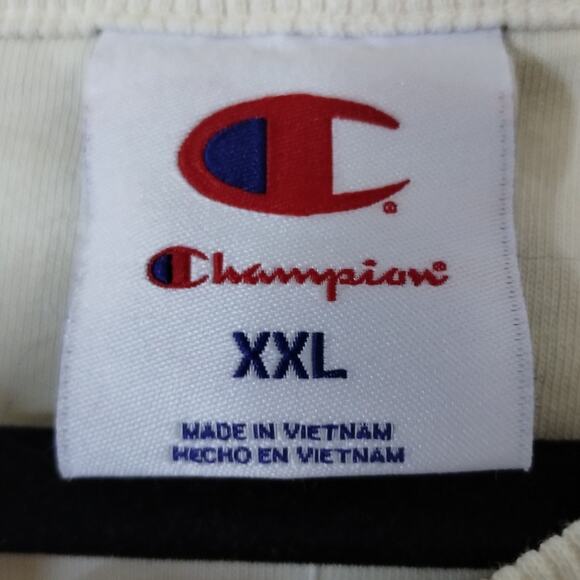 Champion
XXL
MADE IN VIETNAM
HECHO EN VIETNAM